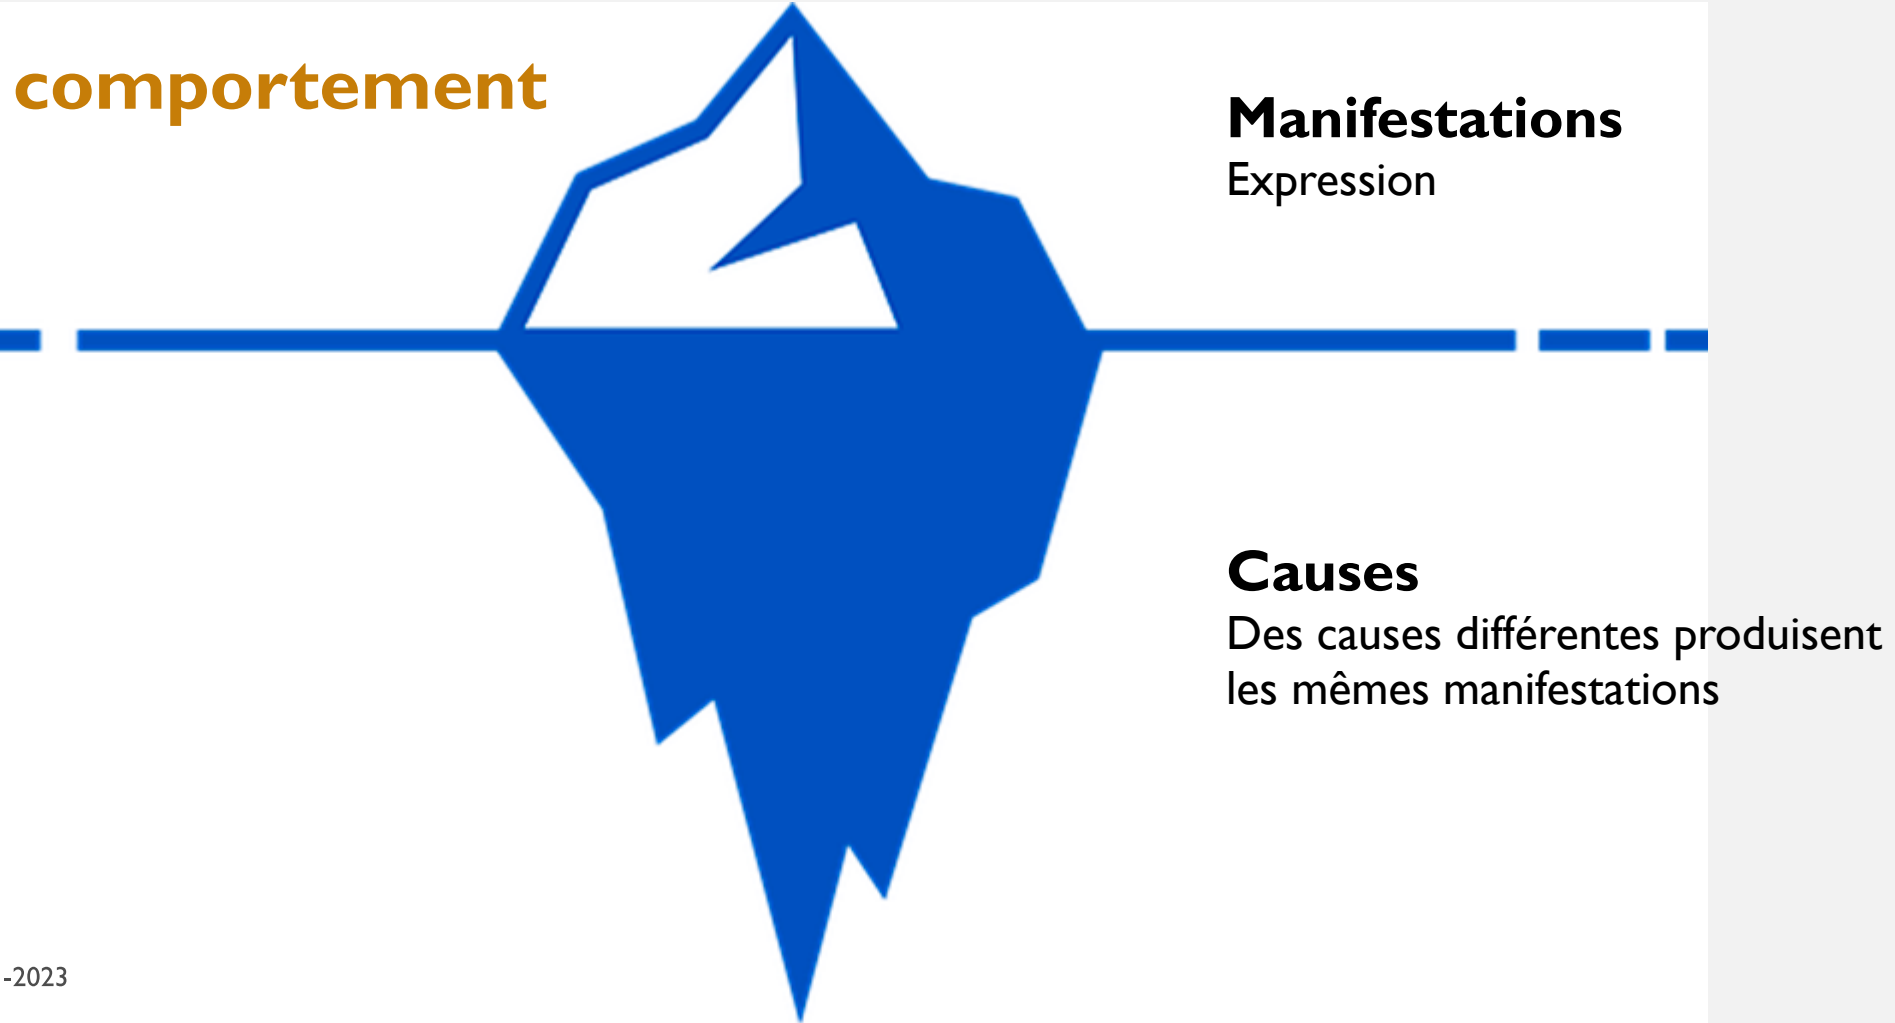 comportement
Manifestations
Expression
Causes
Des causes différentes produisent
les mêmes manifestations
-2023